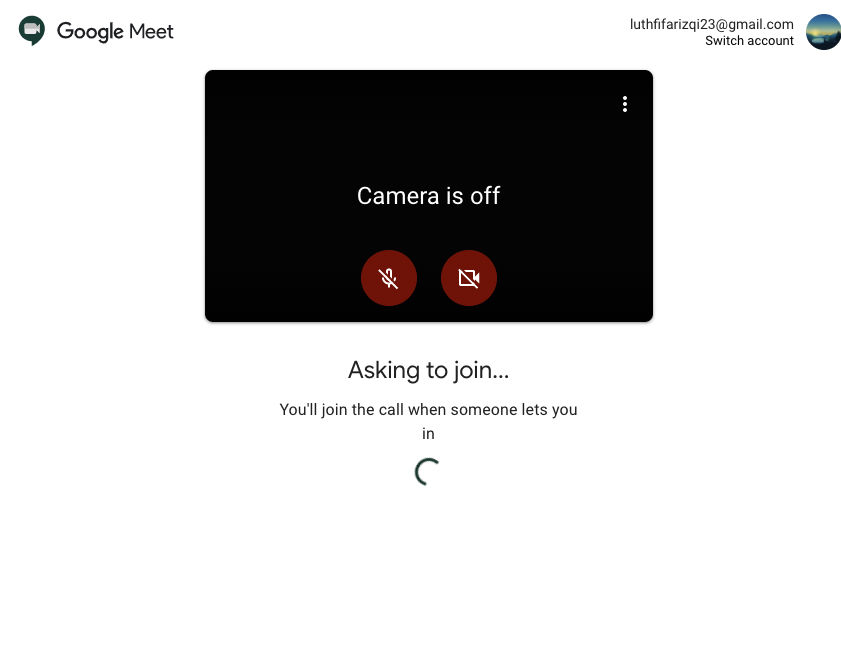 Google Meet
luthfifarizqi23@gmail.com
Switch account
Camera is off
Asking to join...
You'll join the call when someone lets you
in